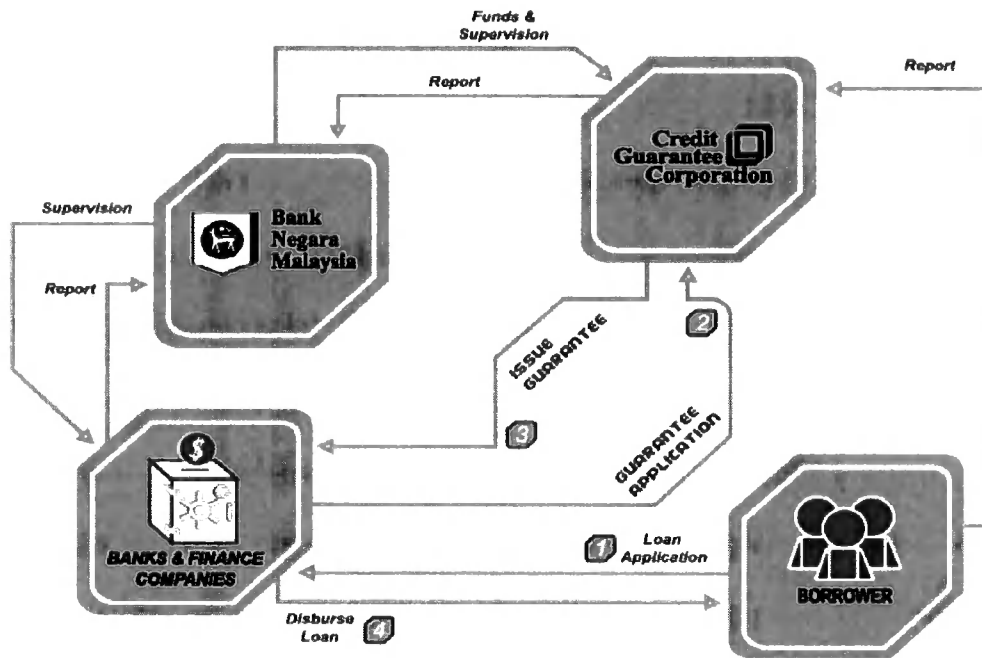 Funds &
Supervision
Report
Report
Credit
Guarantee
Corporation
Supervision
Bank
Negara
Malaysia
Report
2
ISSUE
GUARANTEE
3
GUARANTEE
APPLICATION
$
BANKS & FINANCE
COMPANIES
1
Loan
Application
BORROWER
Disburse
Loan
4